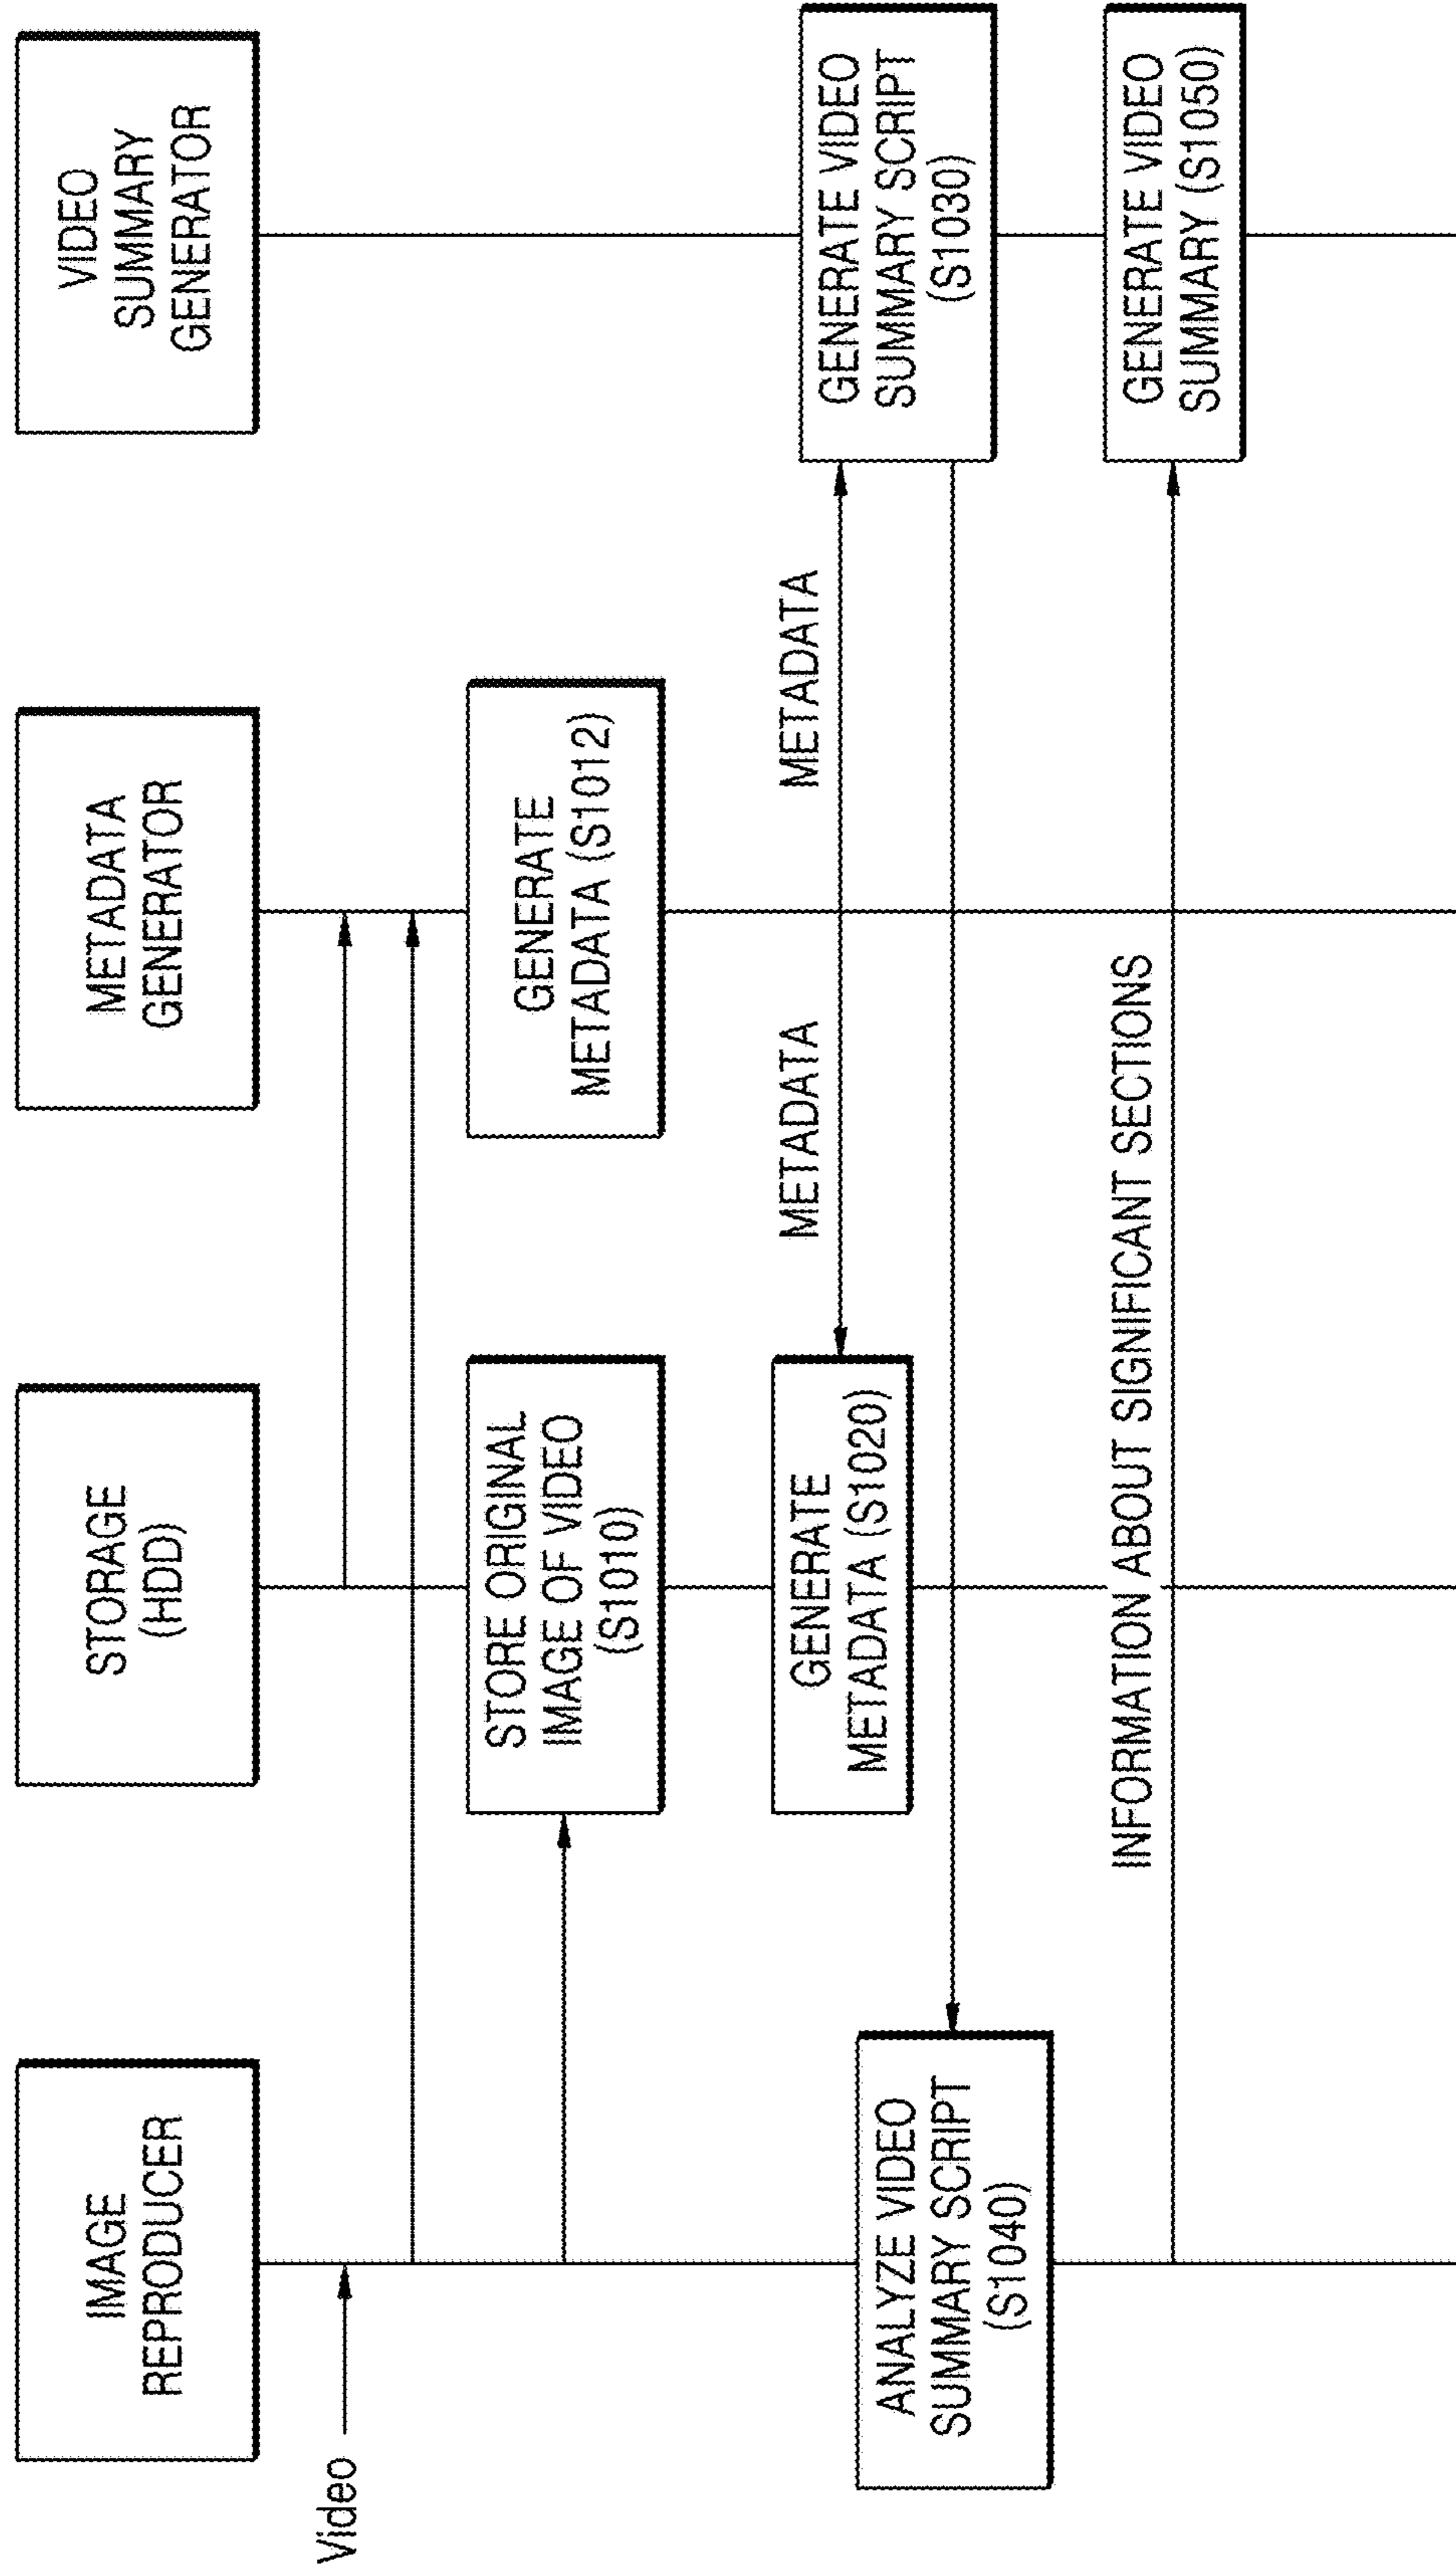 IMAGE
REPRODUCER
STORAGE
(HDD)
METADATA
GENERATOR
VIDEO
SUMMARY
GENERATOR
Video
STORE ORIGINAL
IMAGE OF VIDEO
(S1010)
GENERATE
METADATA (S1012)
METADATA
METADATA
GENERATE
METADATA (S1020)
GENERATE VIDEO
SUMMARY SCRIPT
(S1030)
ANALYZE VIDEO
SUMMARY SCRIPT
(S1040)
INFORMATION ABOUT SIGNIFICANT SECTIONS
GENERATE VIDEO
SUMMARY (S1050)